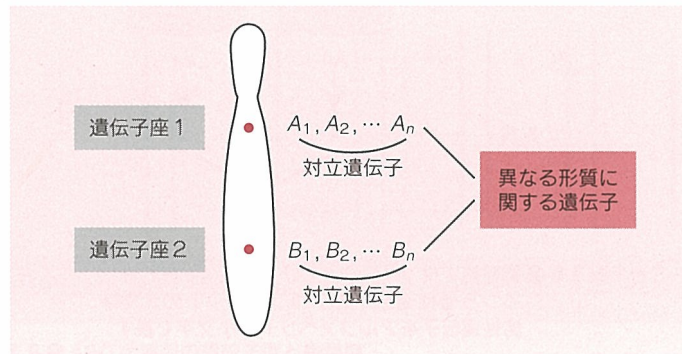 遺伝子座1
A₁, A₂, … Aₙ
対立遺伝子
異なる形質に
関する遺伝子
遺伝子座2
B₁, B₂, … Bₙ
対立遺伝子